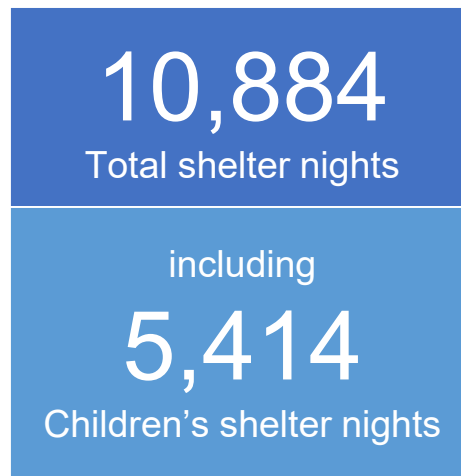 10,884
Total shelter nights
including
5,414
Children’s shelter nights